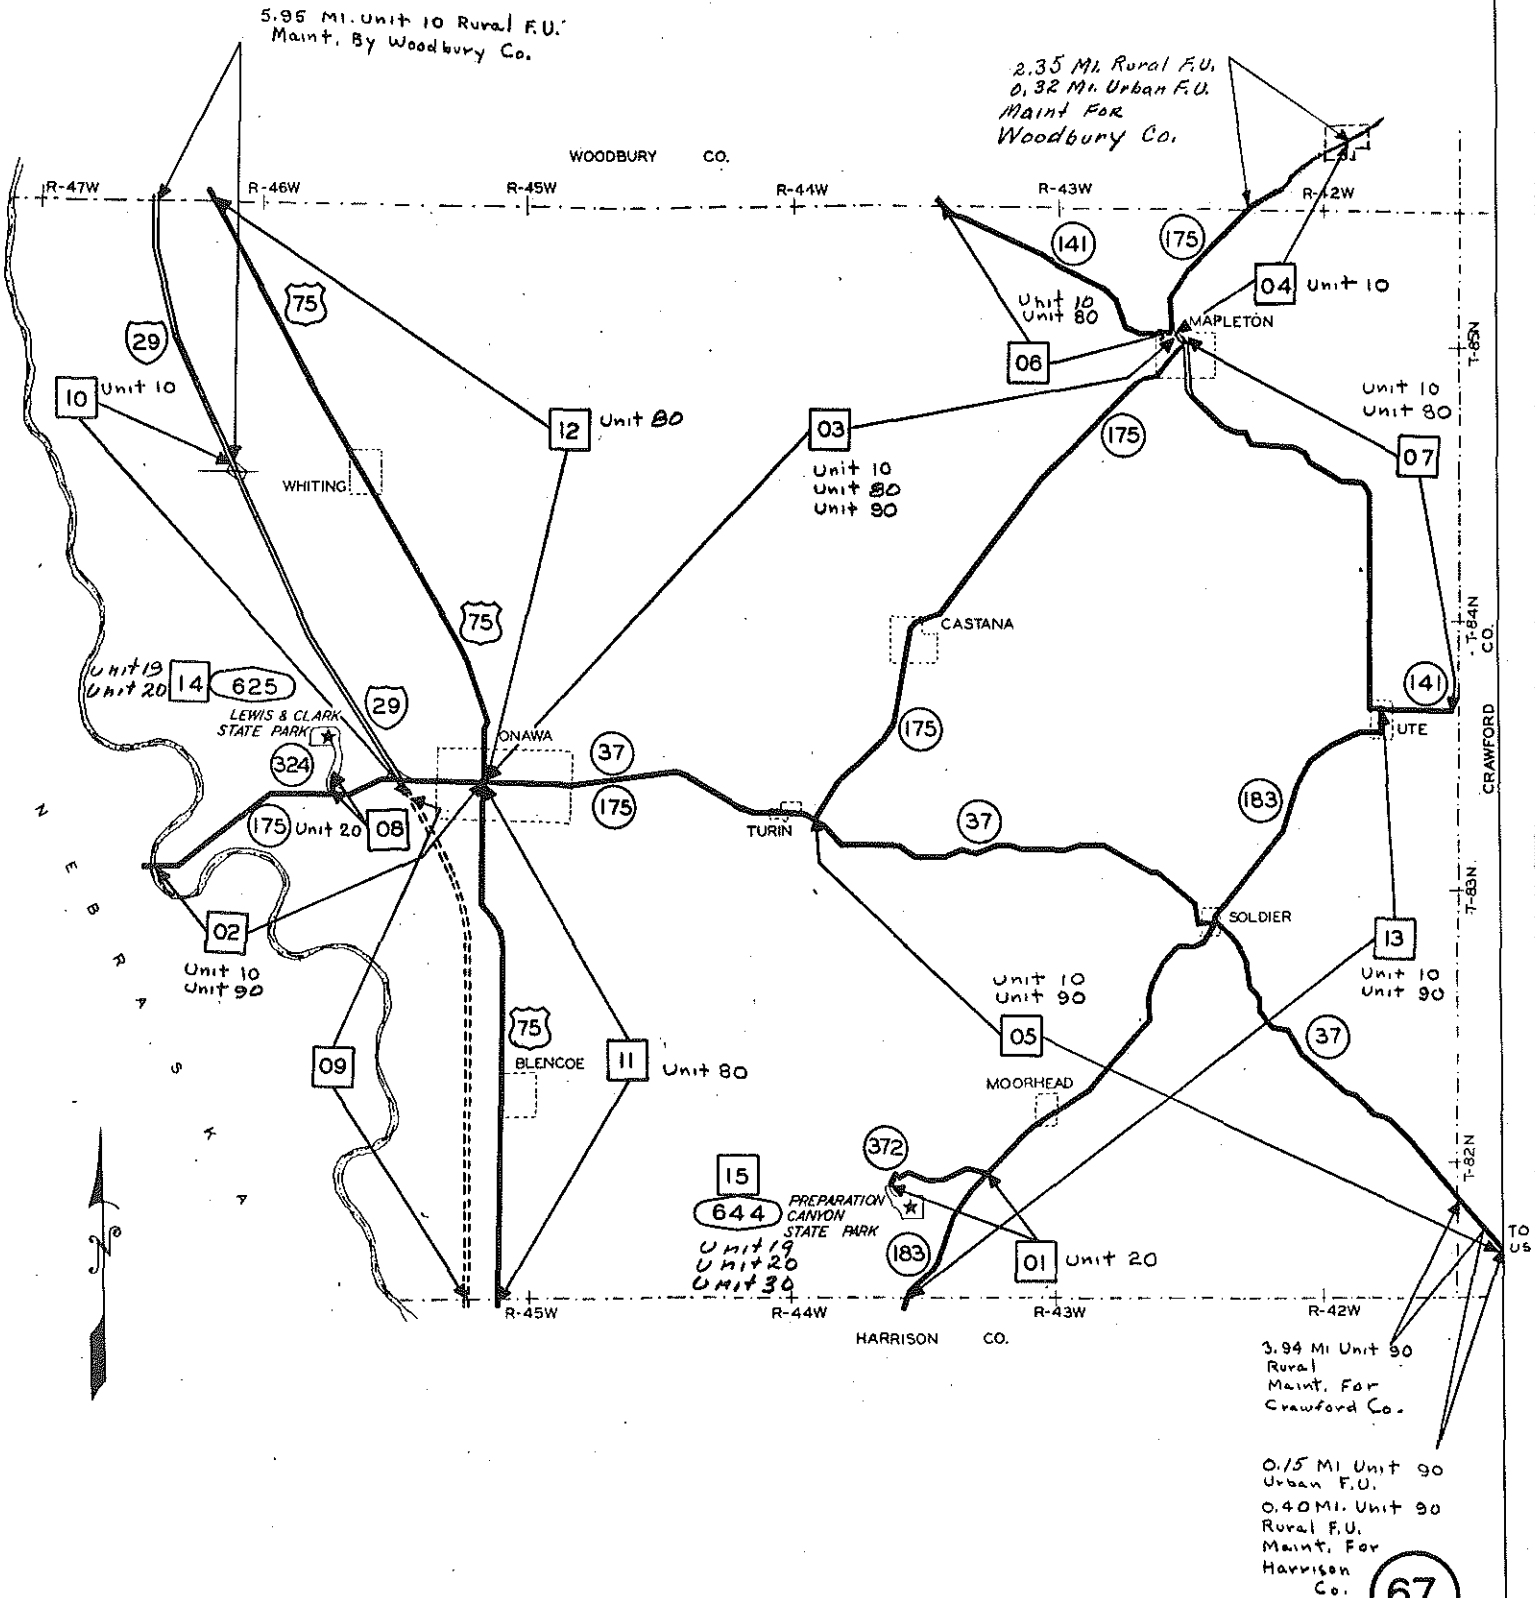 5.95 MI. Unit 10 Rural F.U.
Maint. By Woodbury Co.
2.35 MI. Rural F.U.
0.32 MI. Urban F.U.
Maint FOR
Woodbury Co.
WOODBURY CO.
R-47W
R-46W
R-45W
R-44W
R-43W
R-42W
141
175
04 Unit 10
75
Unit 10
Unit 80
MAPLETON
29
06
T-85N
10 Unit 10
12 Unit 80
03
175
Unit 10
Unit 80
07
Unit 10
Unit 80
Unit 90
WHITING
75
CASTANA
T-84N
CRAWFORD CO.
Unit 19
Unit 20
14
625
29
141
LEWIS & CLARK
STATE PARK
ONAWA
175
UTE
37
324
175
175 Unit 20 08
TURIN
37
183
T-83N
NEBRASKA
SOLDIER
02
13
Unit 10
Unit 90
Unit 10
Unit 90
Unit 10
Unit 90
75
05
37
09
BLENCOE
11 Unit 80
MOORHEAD
372
T-82N
15
644
PREPARATION
CANYON
STATE PARK
Unit 19
Unit 20
Unit 30
183
01 Unit 20
TO
US
R-45W
R-44W
R-43W
R-42W
HARRISON CO.
3.94 MI Unit 90
Rural
Maint. For
Crawford Co.
0.15 MI Unit 90
Urban F.U.
0.40 MI. Unit 90
Rural F.U.
Maint. For
Harrison
Co.
67